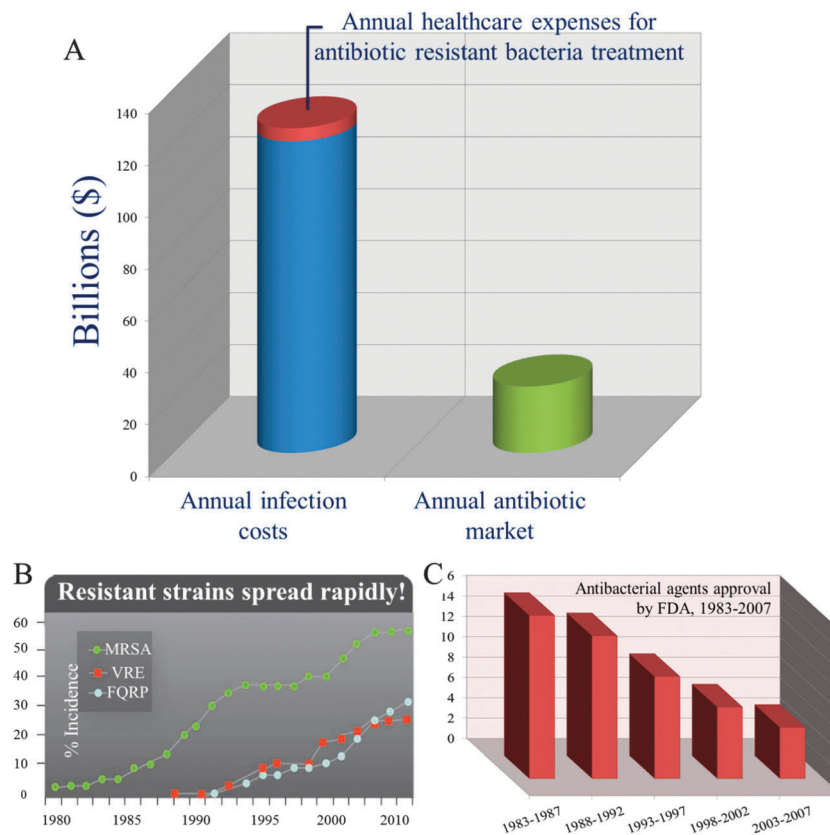 A
Annual healthcare expenses for
antibiotic resistant bacteria treatment
Billions ($)
140
120
100
80
60
40
20
0
Annual infection
costs
Annual antibiotic
market
B
Resistant strains spread rapidly!
% Incidence
60
50
40
30
20
10
0
MRSA
VRE
FQRP
1980 1985 1990 1995 2000 2010
C
Antibacterial agents approval
by FDA, 1983-2007
6
14
12
10
8
6
4
2
0
1983-1987
1988-1992
1993-1997
1998-2002
2003-2007